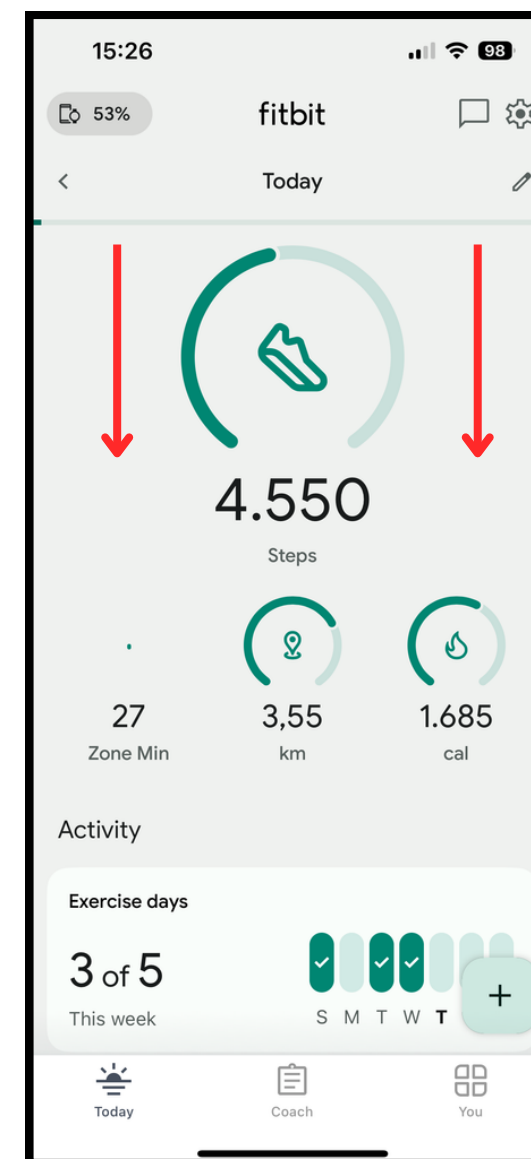 15:26
98
53%
fitbit
Today
4.550
Steps
27
3,55
1.685
Zone Min
km
cal
Activity
Exercise days
3 of 5
This week
S M T W T
+
Today
Coach
You